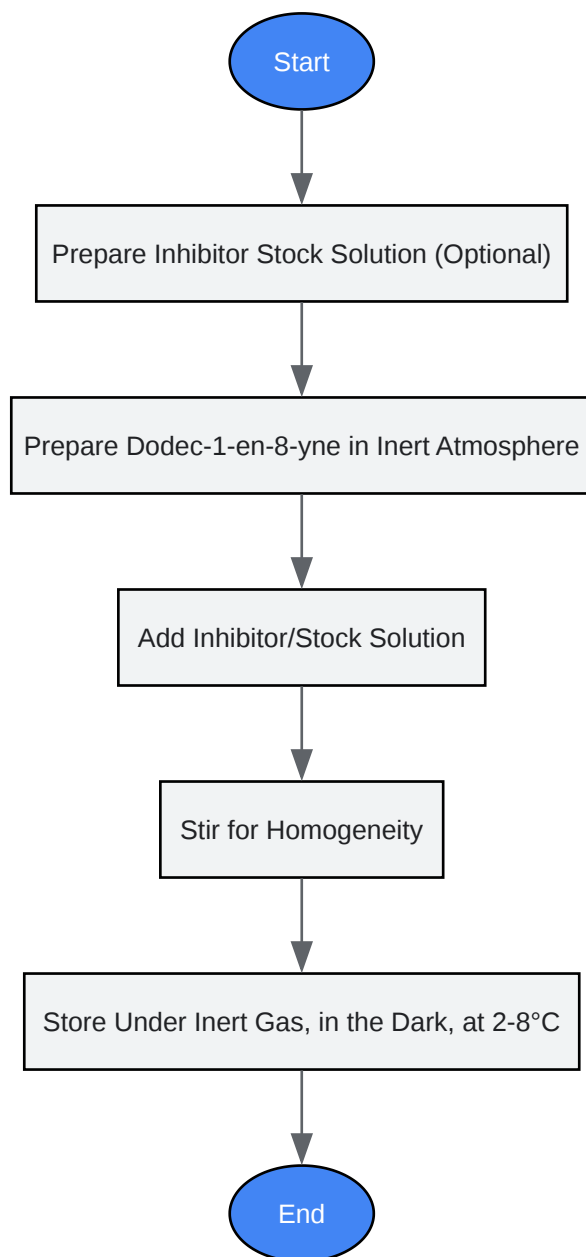 Start
Prepare Inhibitor Stock Solution (Optional)
Prepare Dodec-1-en-8-yne in Inert Atmosphere
Add Inhibitor/Stock Solution
Stir for Homogeneity
Store Under Inert Gas, in the Dark, at 2-8°C
End